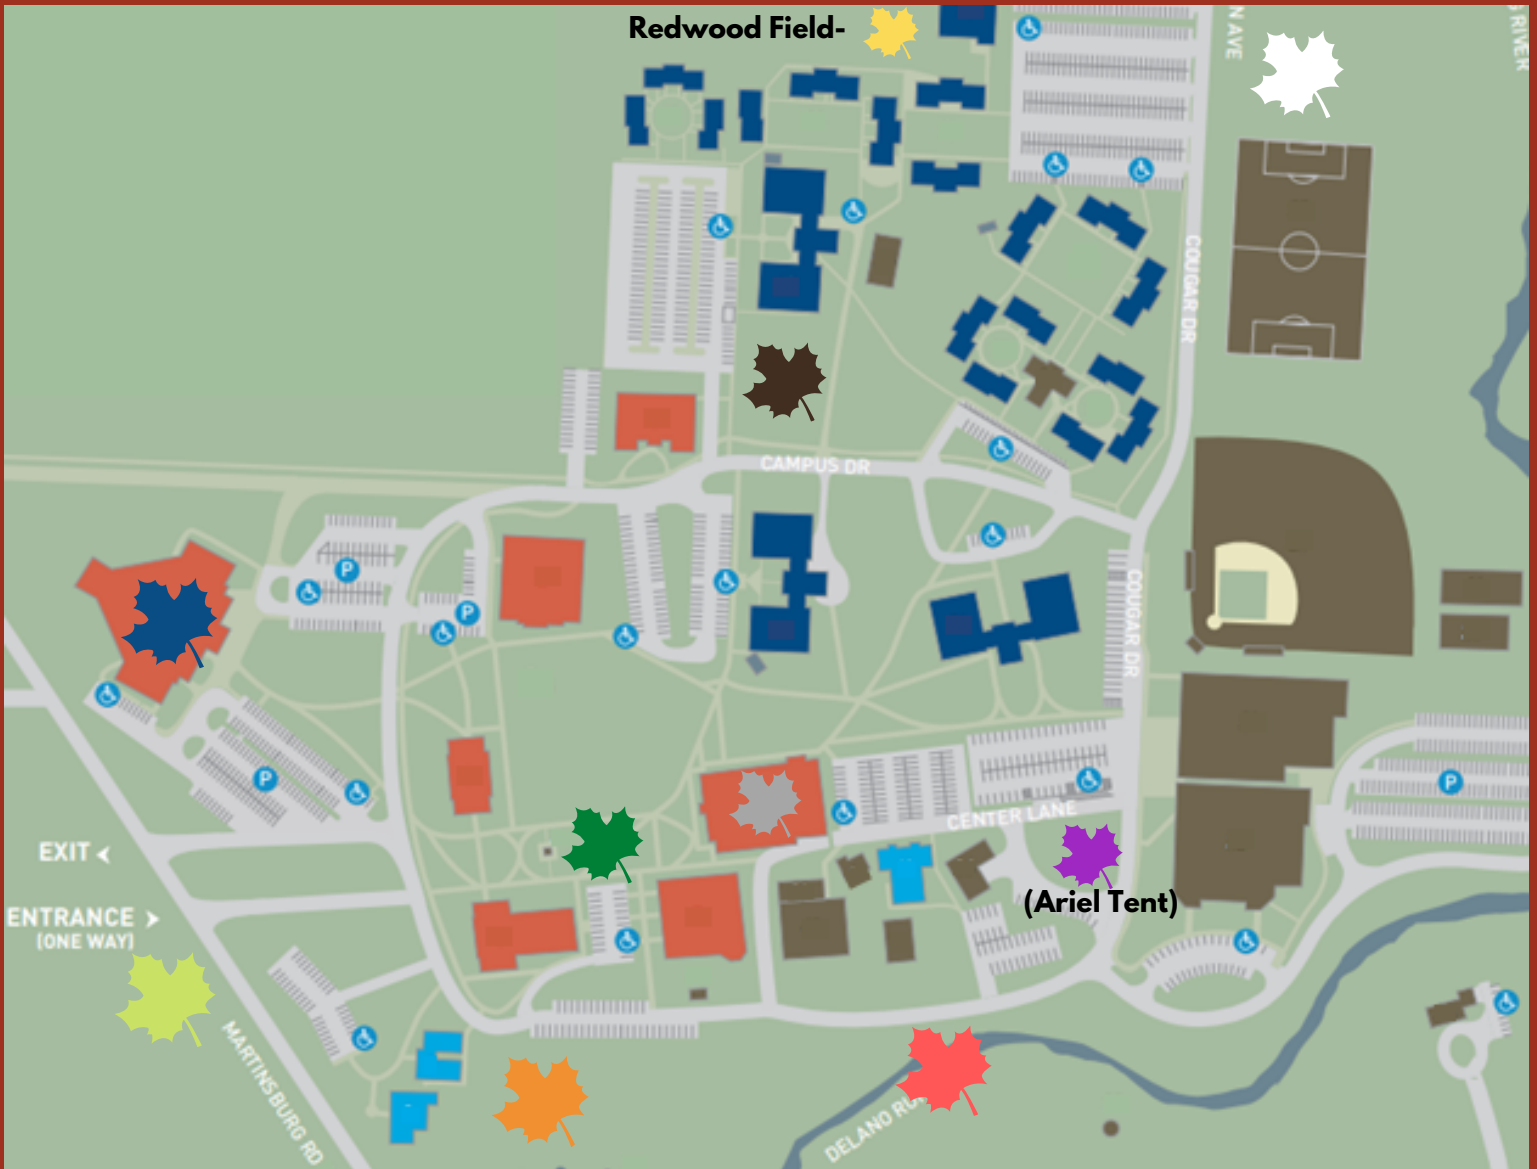 Redwood Field-
N AVE
G RIVER
COUGAR DR
CAMPUS DR
P
COUGAR DR
P
P
P
CENTER LANE
EXIT
(Ariel Tent)
ENTRANCE
(ONE WAY)
MARTINSBURG RD
DELANO RU